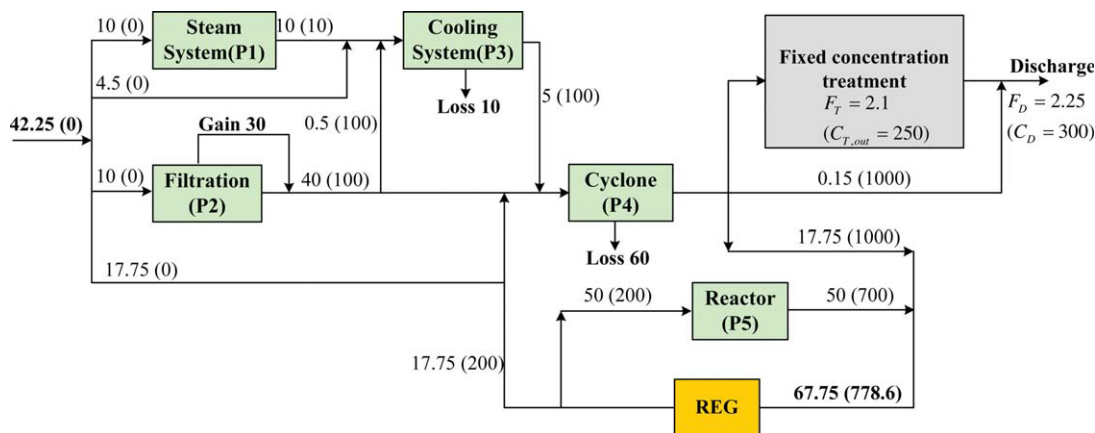 10 (0)
Steam
System(P1)
10 (10)
Cooling
System(P3)
Loss 10
4.5 (0)
5 (100)
Fixed concentration
treatment
F_T = 2.1
(C_{T,out} = 250)
Discharge
F_D = 2.25
(C_D = 300)
42.25 (0)
Gain 30
0.5 (100)
10 (0)
Filtration
(P2)
40 (100)
Cyclone
(P4)
0.15 (1000)
Loss 60
17.75 (1000)
17.75 (0)
50 (200)
Reactor
(P5)
50 (700)
17.75 (200)
REG
67.75 (778.6)